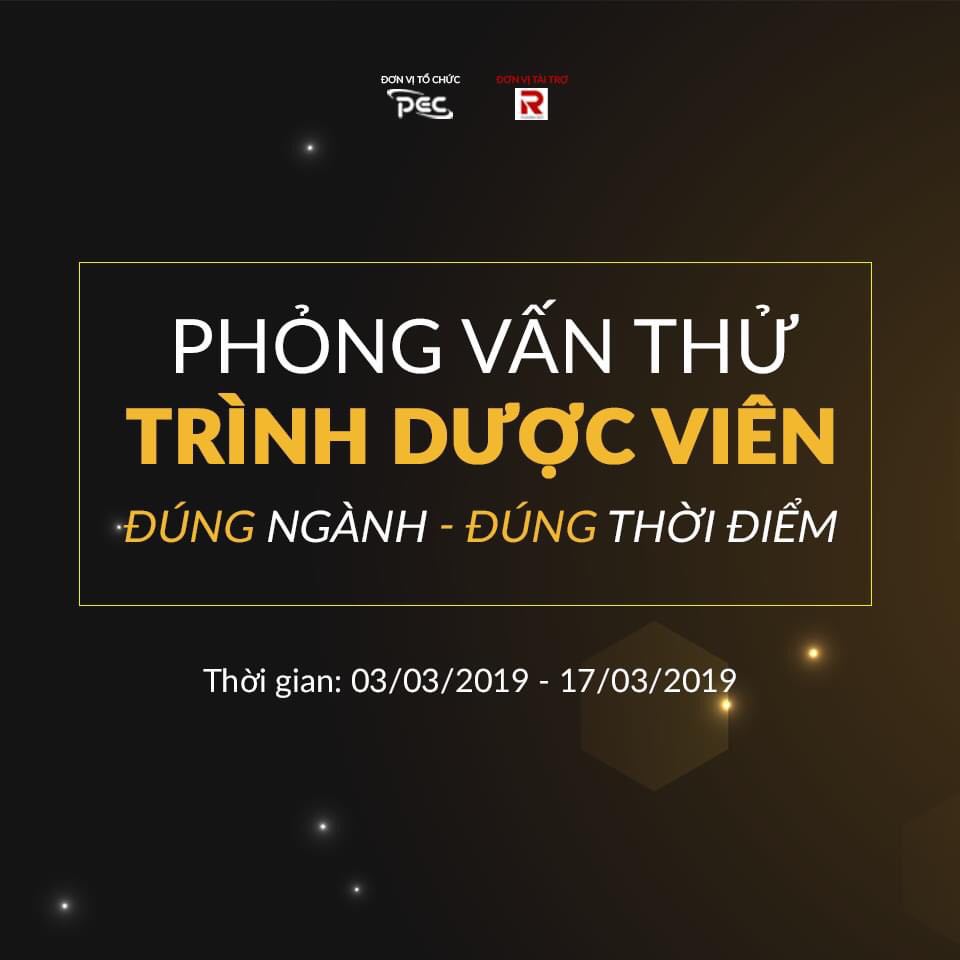 ĐƠN VỊ TỔ CHỨC
PEC
ĐƠN VỊ TÀI TRỢ
R
PHỎNG VẤN THỬ
TRÌNH DƯỢC VIÊN
ĐÚNG NGÀNH - ĐÚNG THỜI ĐIỂM
Thời gian: 03/03/2019 - 17/03/2019